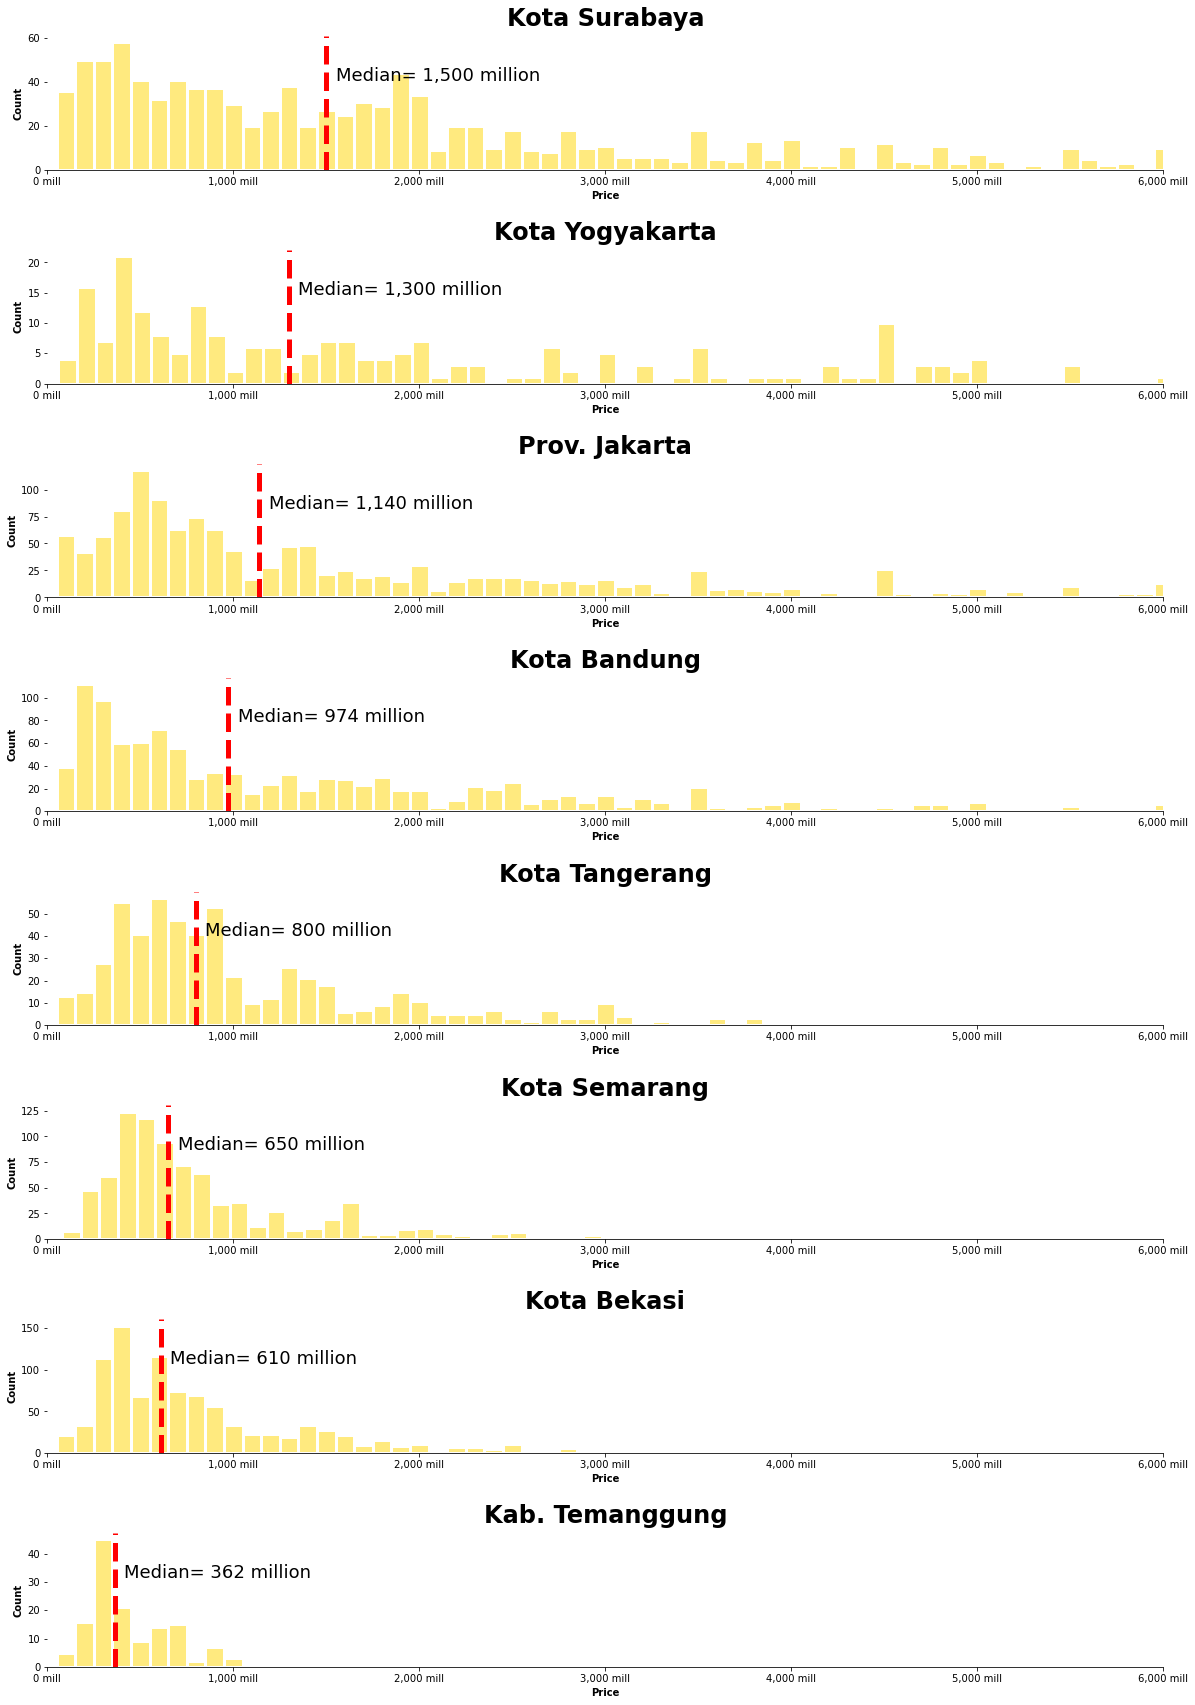 Kota Surabaya
60
40
20
0
Count
Median= 1,500 million
0 mill 1,000 mill 2,000 mill 3,000 mill 4,000 mill 5,000 mill 6,000 mill
Price
Kota Yogyakarta
20
15
10
5
0
Count
Median= 1,300 million
0 mill 1,000 mill 2,000 mill 3,000 mill 4,000 mill 5,000 mill 6,000 mill
Price
Prov. Jakarta
100
75
50
25
0
Count
Median= 1,140 million
0 mill 1,000 mill 2,000 mill 3,000 mill 4,000 mill 5,000 mill 6,000 mill
Price
Kota Bandung
100
80
60
40
20
0
Count
Median= 974 million
0 mill 1,000 mill 2,000 mill 3,000 mill 4,000 mill 5,000 mill 6,000 mill
Price
Kota Tangerang
50
40
30
20
10
0
Count
Median= 800 million
0 mill 1,000 mill 2,000 mill 3,000 mill 4,000 mill 5,000 mill 6,000 mill
Price
Kota Semarang
125
100
75
50
25
0
Count
Median= 650 million
0 mill 1,000 mill 2,000 mill 3,000 mill 4,000 mill 5,000 mill 6,000 mill
Price
Kota Bekasi
150
100
50
0
Count
Median= 610 million
0 mill 1,000 mill 2,000 mill 3,000 mill 4,000 mill 5,000 mill 6,000 mill
Price
Kab. Temanggung
40
30
20
10
0
Count
Median= 362 million
0 mill 1,000 mill 2,000 mill 3,000 mill 4,000 mill 5,000 mill 6,000 mill
Price